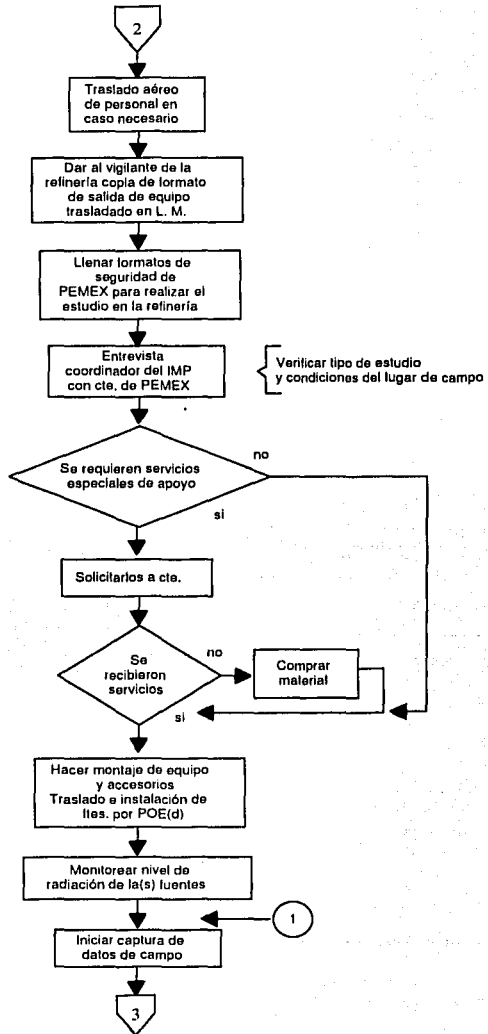 2
Traslado aéreo
de personal en
caso necesario
Dar al vigilante de la
refinería copia de formato
de salida de equipo
trasladado en L. M.
Llenar formatos de
seguridad de
PEMEX para realizar el
estudio en la refinería
Entrevista
coordinador del IMP
con cte. de PEMEX
Verificar tipo de estudio
y condiciones del lugar de campo
Se requieren servicios
especiales de apoyo
no
si
Solicitarlos a cte.
Se
recibieron
servicios
no
si
Comprar
material
Hacer montaje de equipo
y accesorios
Traslado e instalación de
ftes. por POE(d)
Monitorear nivel de
radiación de la(s) fuentes
1
Iniciar captura de
datos de campo
3